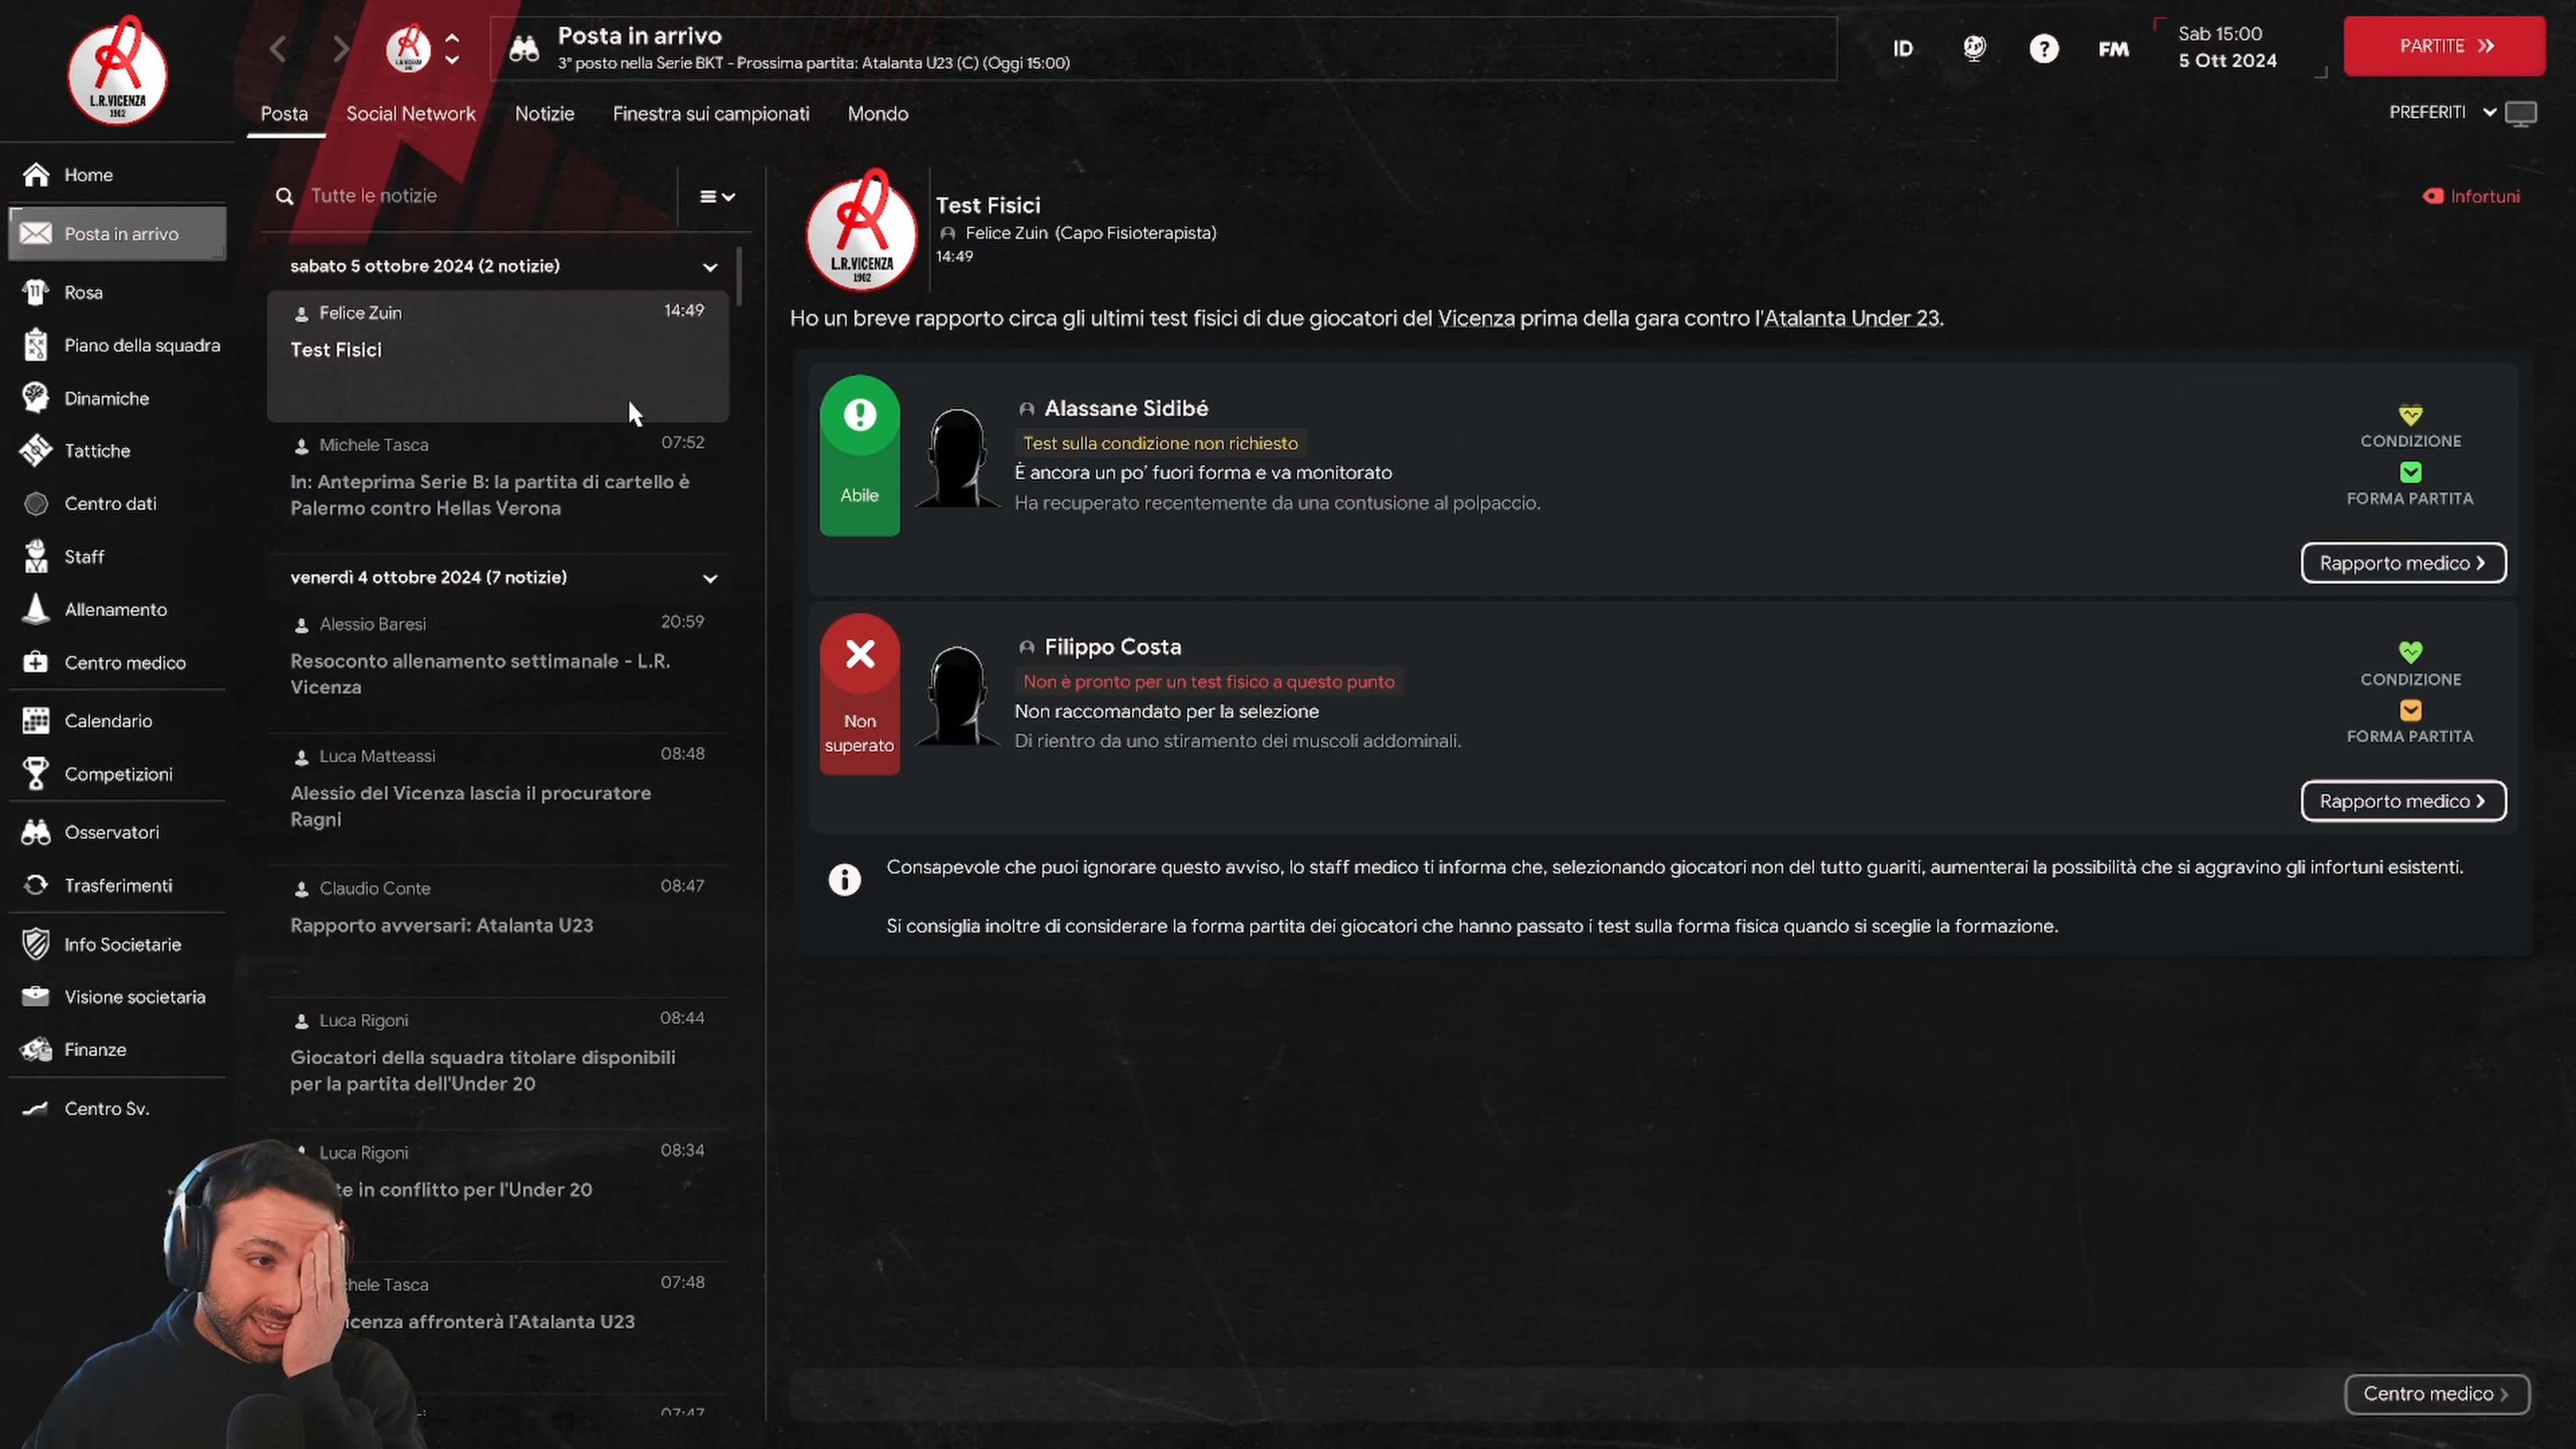 L.R.VICENZA
1902
Posta in arrivo
3° posto nella Serie BKT - Prossima partita: Atalanta U23 (C) (Oggi 15:00)
ID
FM
Sab 15:00
5 Ott 2024
PARTITE
Posta
Social Network
Notizie
Finestra sui campionati
Mondo
PREFERITI
Home
Posta in arrivo
Rosa
Piano della squadra
Dinamiche
Tattiche
Centro dati
Staff
Allenamento
Centro medico
Calendario
Competizioni
Osservatori
Trasferimenti
Info Societarie
Visione societaria
Finanze
Centro Sv.
Tutte le notizie
sabato 5 ottobre 2024 (2 notizie)
Felice Zuin
14:49
Test Fisici
Michele Tasca
07:52
In: Anteprima Serie B: la partita di cartello è
Palermo contro Hellas Verona
venerdì 4 ottobre 2024 (7 notizie)
Alessio Baresi
20:59
Resoconto allenamento settimanale - L.R.
Vicenza
Luca Matteassi
08:48
Alessio del Vicenza lascia il procuratore
Ragni
Claudio Conte
08:47
Rapporto avversari: Atalanta U23
Luca Rigoni
08:44
Giocatori della squadra titolare disponibili
per la partita dell'Under 20
Luca Rigoni
08:34
te in conflitto per l'Under 20
hele Tasca
07:48
icenza affronterà l'Atalanta U23
07:47
L.R.VICENZA
1902
Test Fisici
Felice Zuin (Capo Fisioterapista)
14:49
Infortuni
Ho un breve rapporto circa gli ultimi test fisici di due giocatori del Vicenza prima della gara contro l'Atalanta Under 23.
Abile
Alassane Sidibé
Test sulla condizione non richiesto
È ancora un po' fuori forma e va monitorato
Ha recuperato recentemente da una contusione al polpaccio.
CONDIZIONE
FORMA PARTITA
Rapporto medico
Non
superato
Filippo Costa
Non è pronto per un test fisico a questo punto
Non raccomandato per la selezione
Di rientro da uno stiramento dei muscoli addominali.
CONDIZIONE
FORMA PARTITA
Rapporto medico
Consapevole che puoi ignorare questo avviso, lo staff medico ti informa che, selezionando giocatori non del tutto guariti, aumenterai la possibilità che si aggravino gli infortuni esistenti.
Si consiglia inoltre di considerare la forma partita dei giocatori che hanno passato i test sulla forma fisica quando si sceglie la formazione.
Centro medico